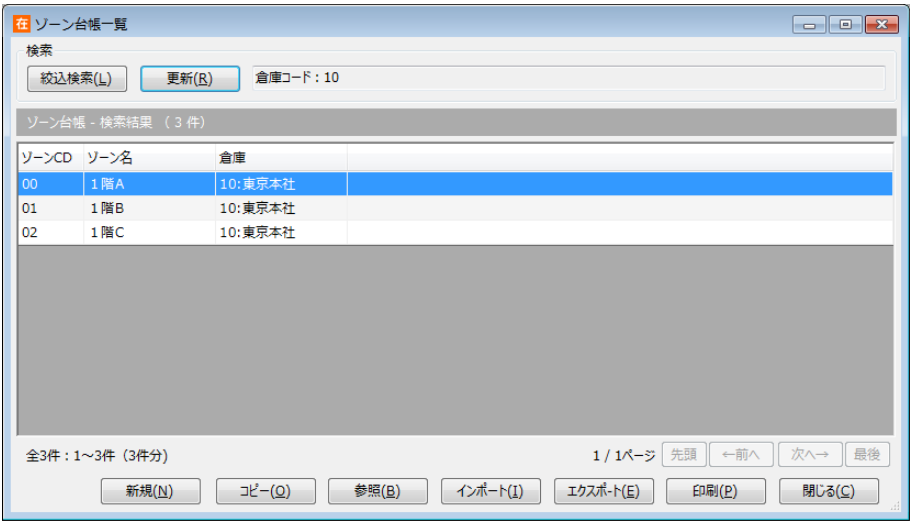 在 ゾーン台帳一覧
検索
絞込検索(L) 更新(R) 倉庫コード:10
ゾーン台帳 - 検索結果 (3件)
ゾーンCD ゾーン名 倉庫
00 1階A 10:東京本社
01 1階B 10:東京本社
02 1階C 10:東京本社
全3件:1~3件 (3件分) 1 / 1ページ 先頭 ←前へ 次へ→ 最後
新規(N) コピー(O) 参照(B) インポート(I) エクスポート(E) 印刷(P) 閉じる(C)